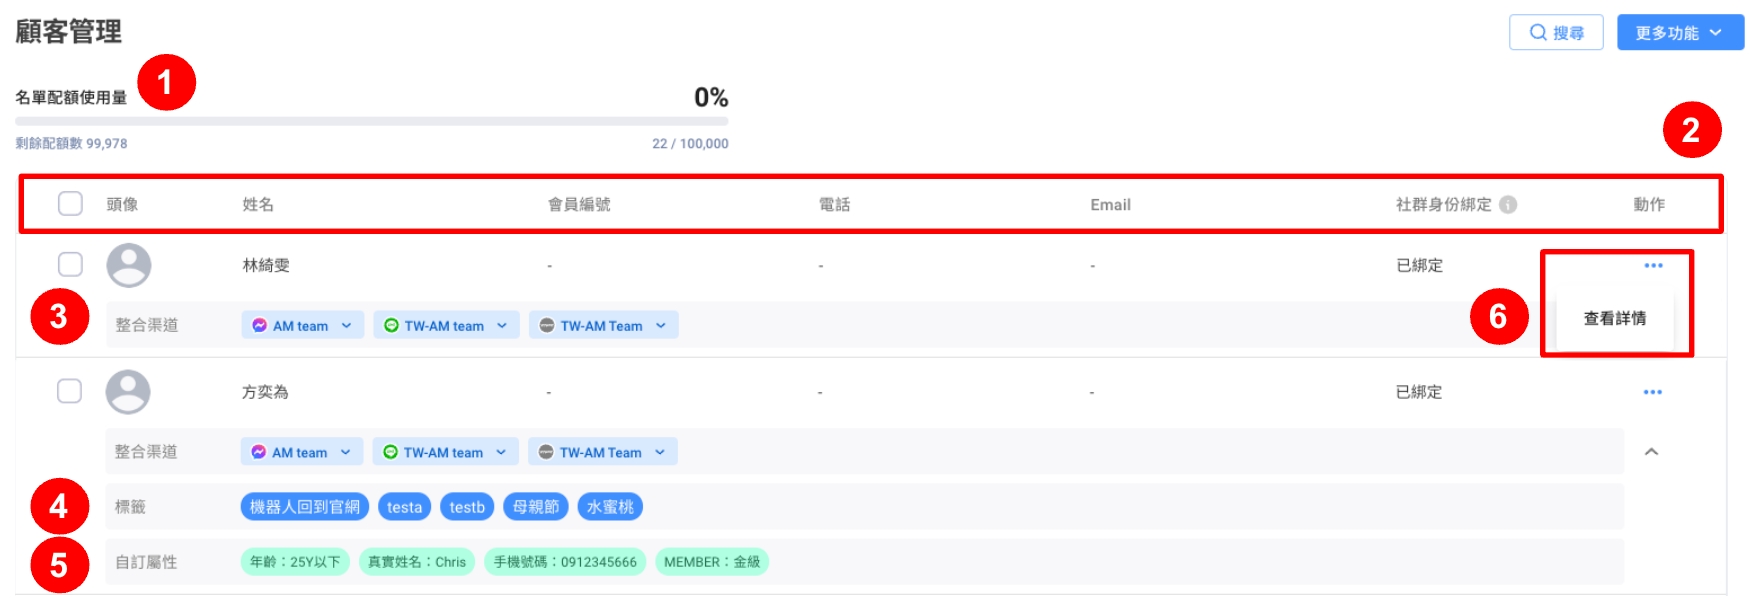 顧客管理
搜尋
更多功能
名單配額使用量
1
0%
剩餘配額數 99,978
22 / 100,000
2
頭像 姓名 會員編號 電話 Email 社群身份綁定 動作
林綺雯 - - - 已綁定
3
整合渠道 AM team TW-AM team TW-AM Team
6
查看詳情
方奕為 - - - 已綁定
整合渠道 AM team TW-AM team TW-AM Team
4
標籤 機器人回到官網 testa testb 母親節 水蜜桃
5
自訂屬性 年齡：25Y以下 真實姓名：Chris 手機號碼：0912345666 MEMBER：金級